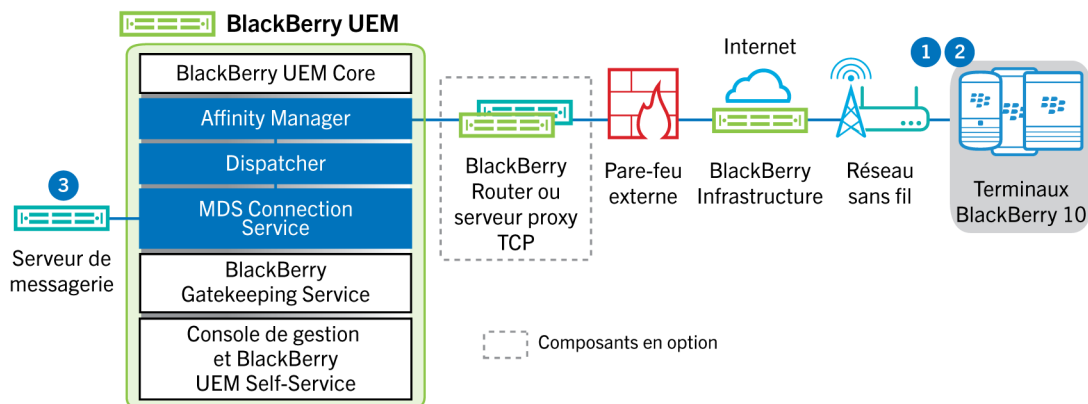 BlackBerry UEM
BlackBerry UEM Core
Affinity Manager
Dispatcher
MDS Connection
Service
BlackBerry
Gatekeeping Service
Console de gestion
et BlackBerry
UEM Self-Service
3
Serveur de
messagerie
BlackBerry
Router ou
serveur proxy
TCP
Pare-feu
externe
Internet
BlackBerry
Infrastructure
Réseau
sans fil
1 2
Terminaux
BlackBerry 10
Composants en option